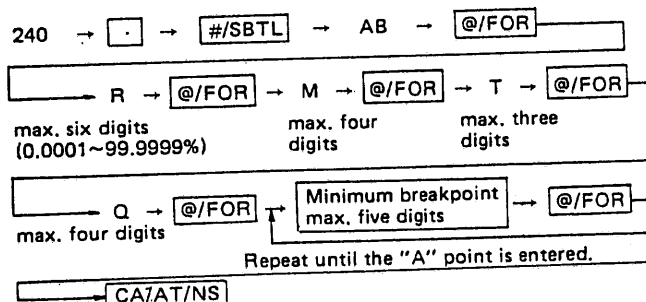 240 → · → #/SBTL → AB → @/FOR
R → @/FOR → M → @/FOR → T → @/FOR
max. six digits
(0.0001~99.9999%)
max. four
digits
max. three
digits
Q → @/FOR → Minimum breakpoint
max. five digits → @/FOR
max. four digits
Repeat until the "A" point is entered.
CA/AT/NS